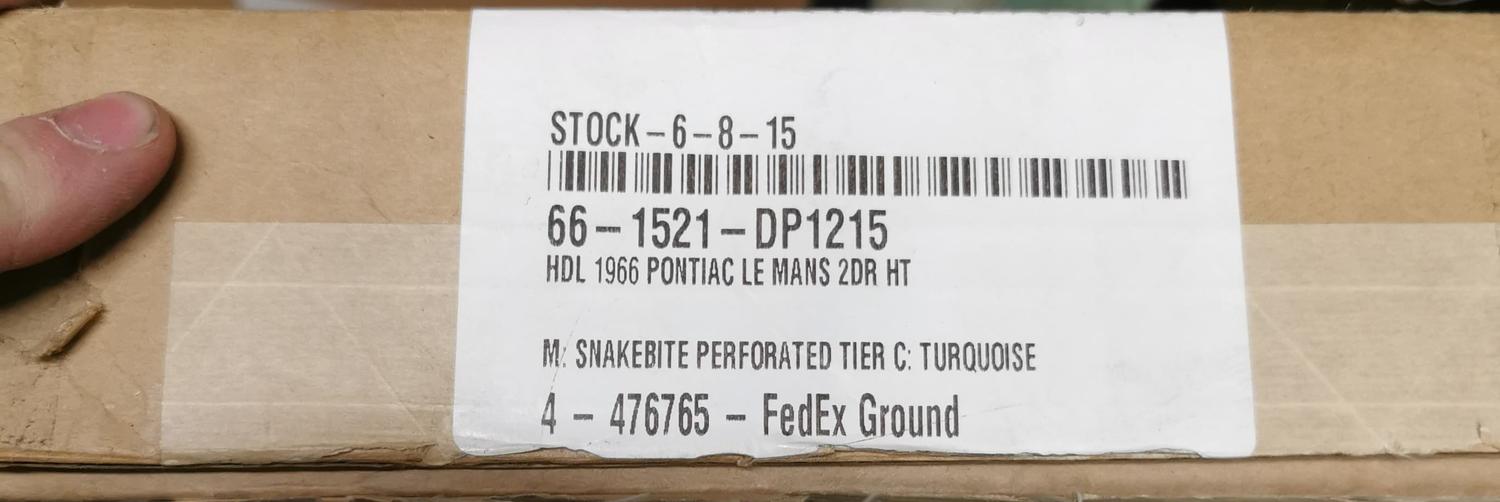 STOCK-6-8-15
66-1521-DP1215
HDL 1966 PONTIAC LE MANS 2DR HT
M: SNAKEBITE PERFORATED TIER C: TURQUOISE
4 - 476765 - FedEx Ground